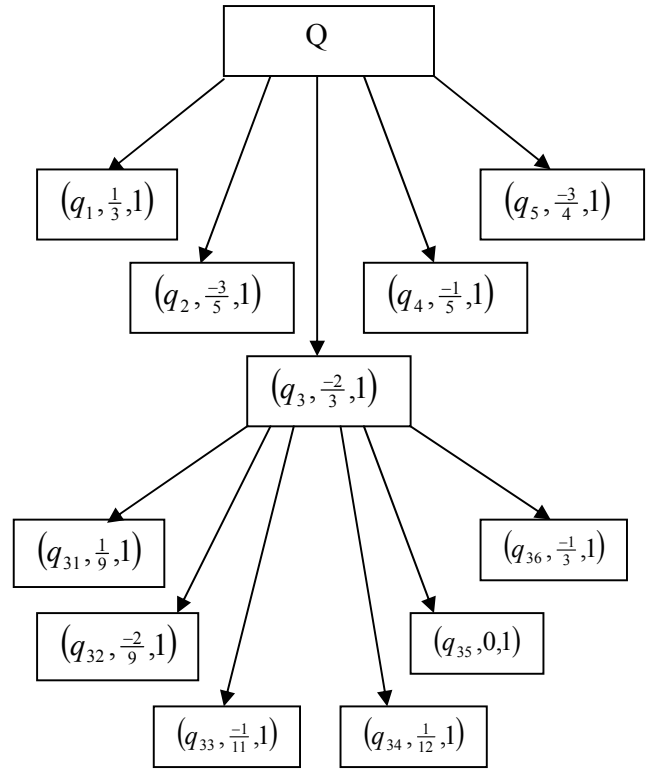 Q
(q₁, 1/3, 1)
(q₅, -3/4, 1)
(q₂, -3/5, 1)
(q₄, -1/5, 1)
(q₃, -2/3, 1)
(q₃₁, 1/9, 1)
(q₃₆, -1/3, 1)
(q₃₂, -2/9, 1)
(q₃₅, 0, 1)
(q₃₃, -1/11, 1)
(q₃₄, 1/12, 1)